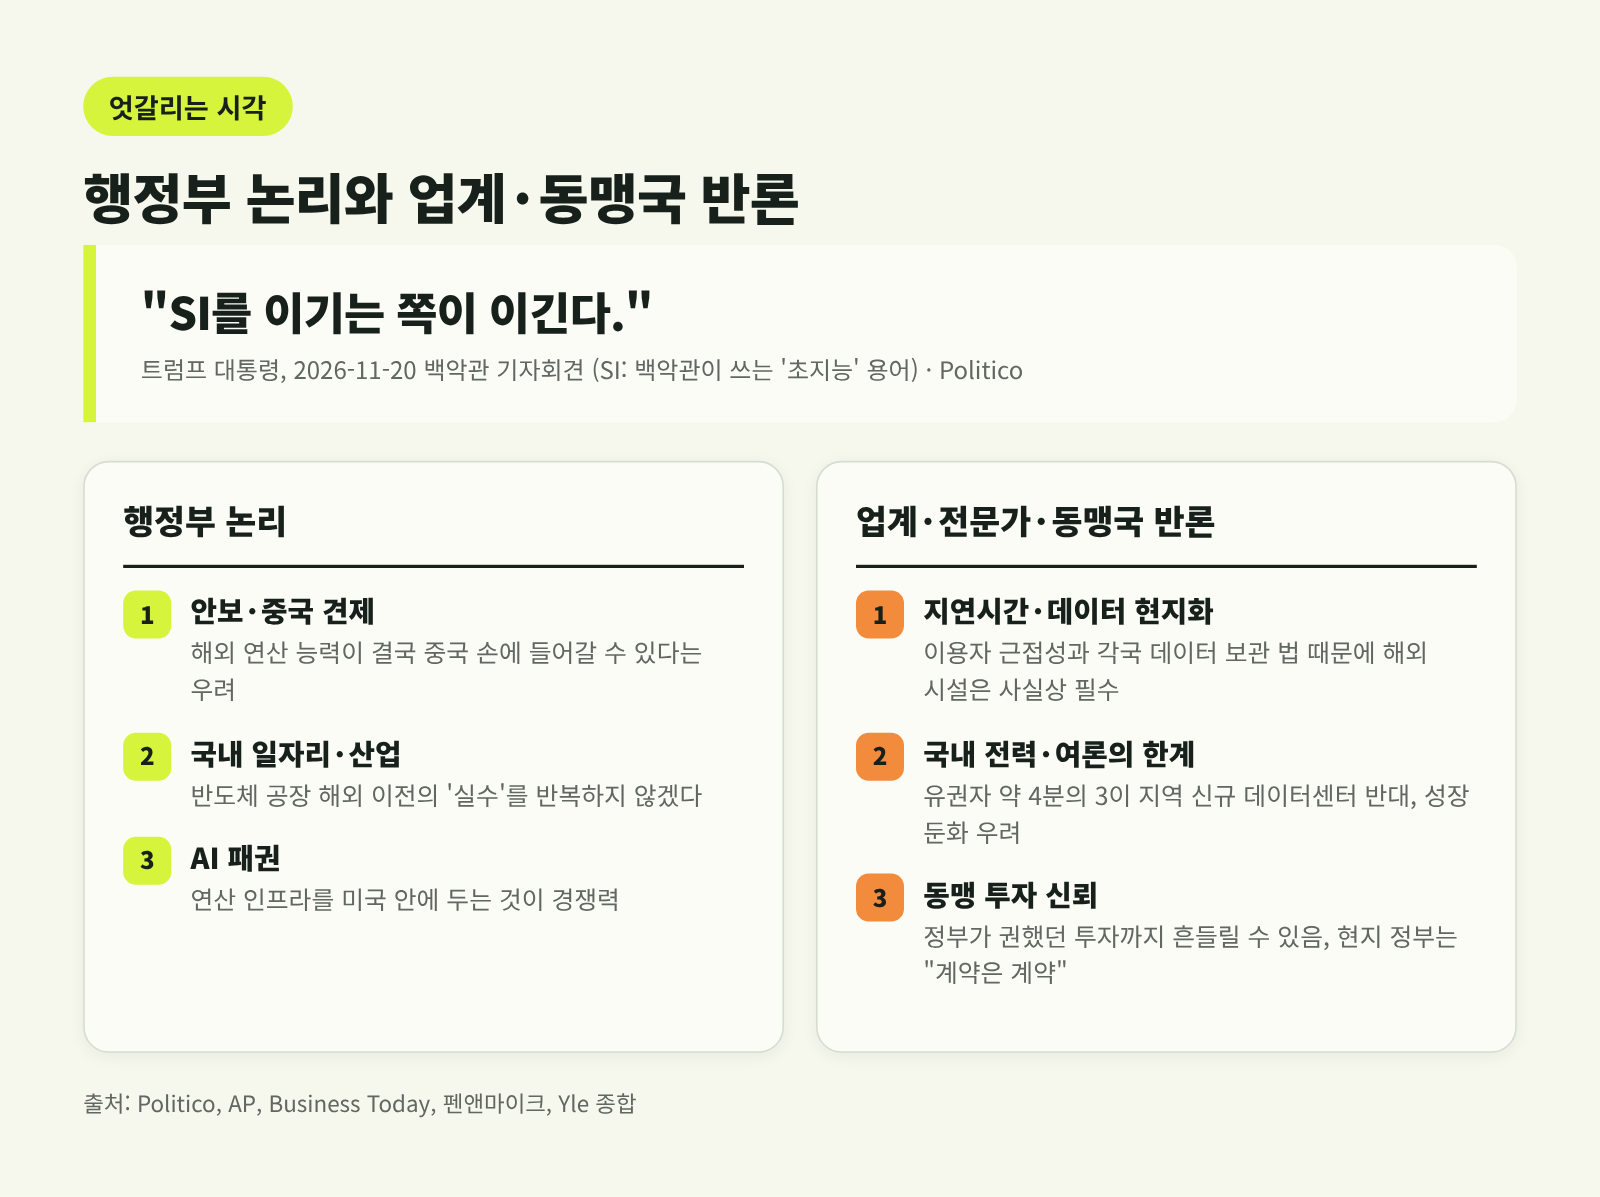 엇갈리는 시각
행정부 논리와 업계·동맹국 반론
"SI를 이기는 쪽이 이긴다."
트럼프 대통령, 2026-11-20 백악관 기자회견 (SI: 백악관이 쓰는 '초지능' 용어) · Politico
행정부 논리
1 안보·중국 견제
해외 연산 능력이 결국 중국 손에 들어갈 수 있다는
우려
2 국내 일자리·산업
반도체 공장 해외 이전의 '실수'를 반복하지 않겠다
3 AI 패권
연산 인프라를 미국 안에 두는 것이 경쟁력
업계·전문가·동맹국 반론
1 지연시간·데이터 현지화
이용자 근접성과 각국 데이터 보관 법 때문에 해외
시설은 사실상 필수
2 국내 전력·여론의 한계
유권자 약 4분의 3이 지역 신규 데이터센터 반대, 성장
둔화 우려
3 동맹 투자 신뢰
정부가 권했던 투자까지 흔들릴 수 있음, 현지 정부는
"계약은 계약"
출처: Politico, AP, Business Today, 펜앤마이크, Yle 종합